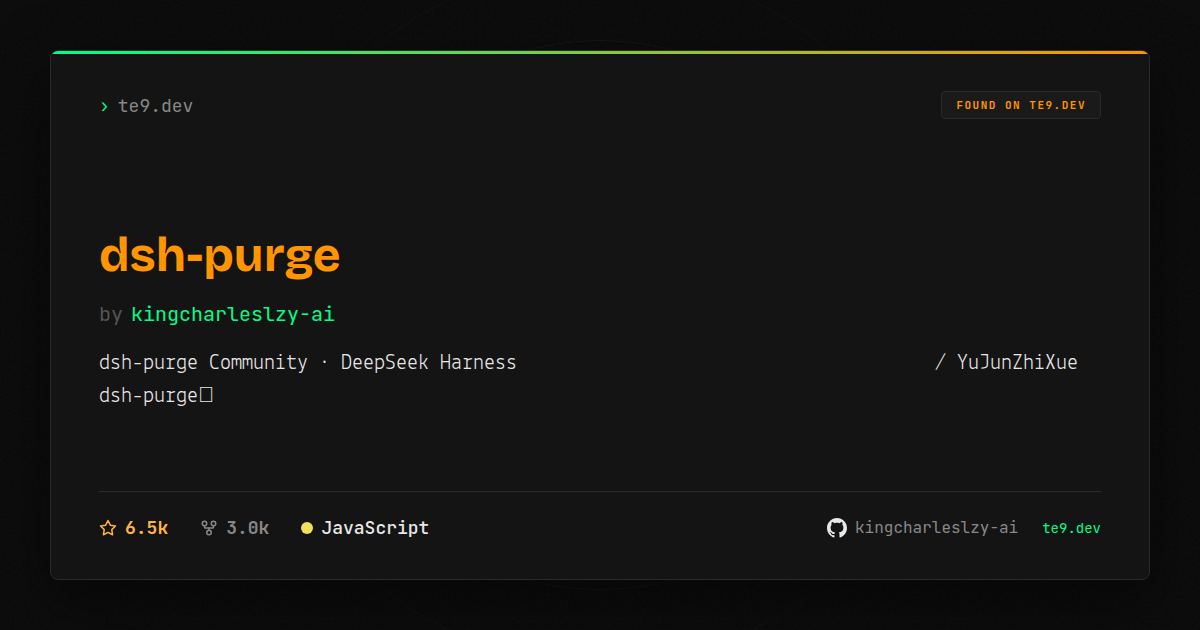 › te9.dev
FOUND ON TE9.DEV
dsh-purge
by kingcharleslzy-ai
dsh-purge Community · DeepSeek Harness / YuJunZhiXue
dsh-purge□
6.5k 3.0k JavaScript
kingcharleslzy-ai te9.dev